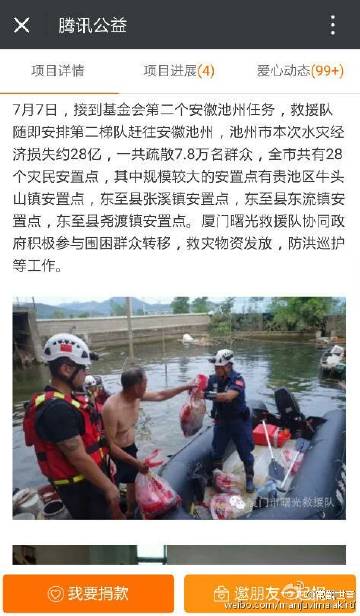 腾讯公益
项目详情 项目进展(4) 爱心动态(99+)
7月7日，接到基金会第二个安徽池州任务，救援队
随即安排第二梯队赶往安徽池州，池州市本次水灾经
济损失约28亿，一共疏散7.8万名群众，全市共有28
个灾民安置点，其中规模较大的安置点有贵池区牛头
山镇安置点，东至县张溪镇安置点，东至县东流镇安
置点，东至县尧渡镇安置点。厦门曙光救援队协同政
府积极参与围困群众转移，救灾物资发放，防洪巡护
等工作。
厦门市曙光救援队
我要捐款 邀朋友一起捐